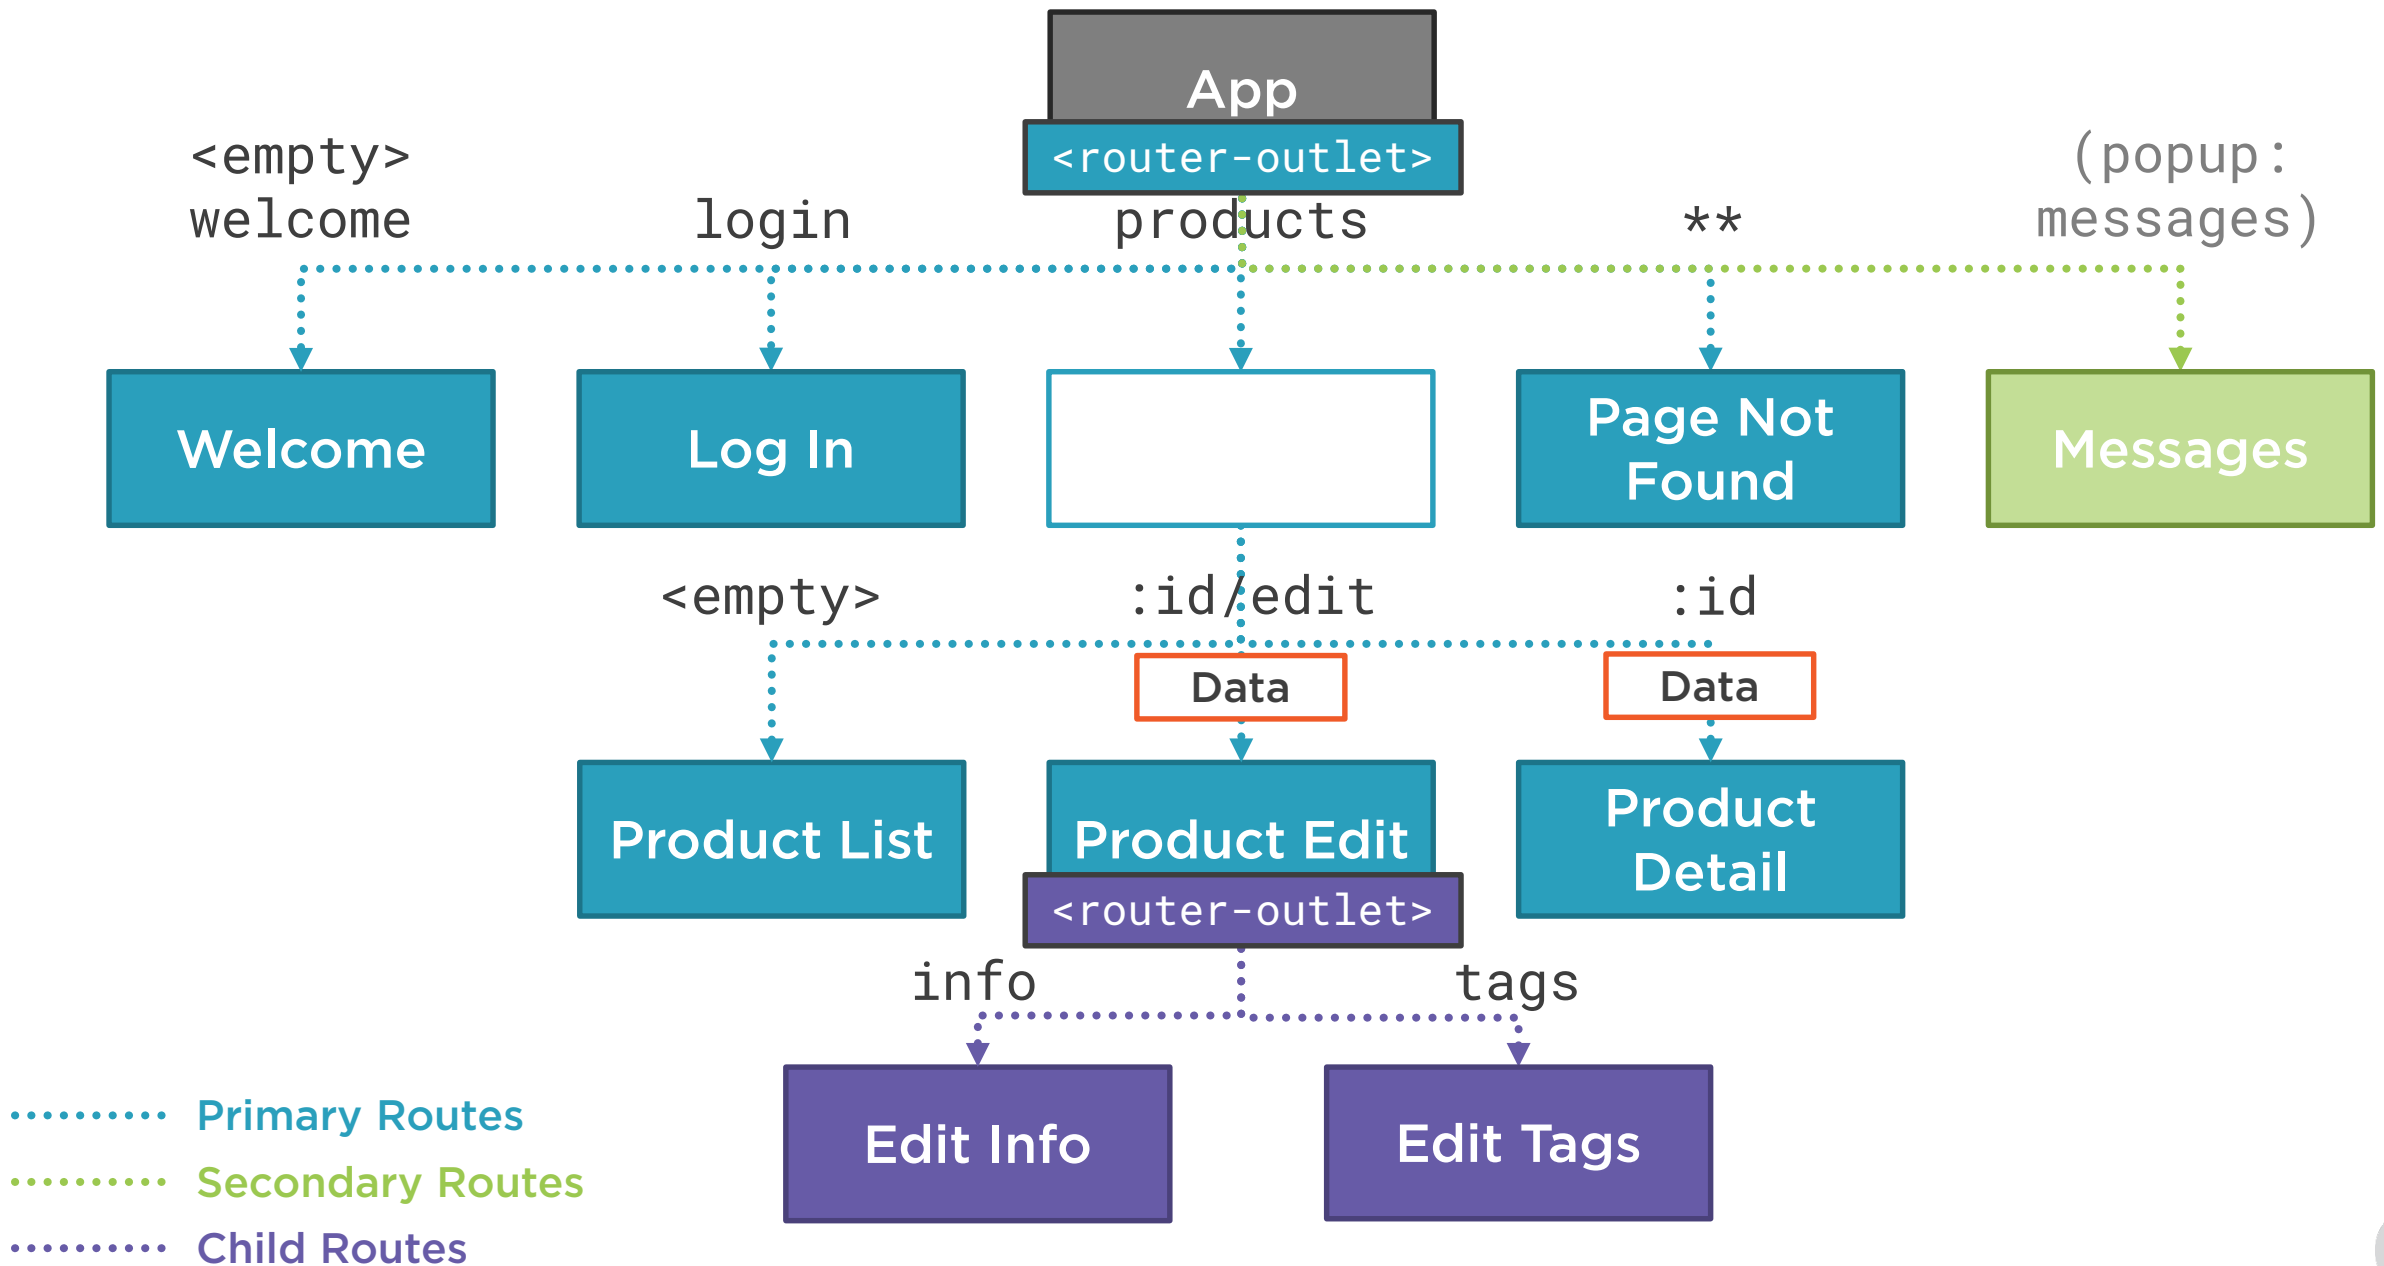 App
<router-outlet>
<empty>
welcome
login
products
**
(popup:
messages)
Welcome
Log In
Page Not
Found
Messages
<empty>
:id/edit
:id
Data
Data
Product List
Product Edit
<router-outlet>
Product
Detail
info
tags
Edit Info
Edit Tags
Primary Routes
Secondary Routes
Child Routes